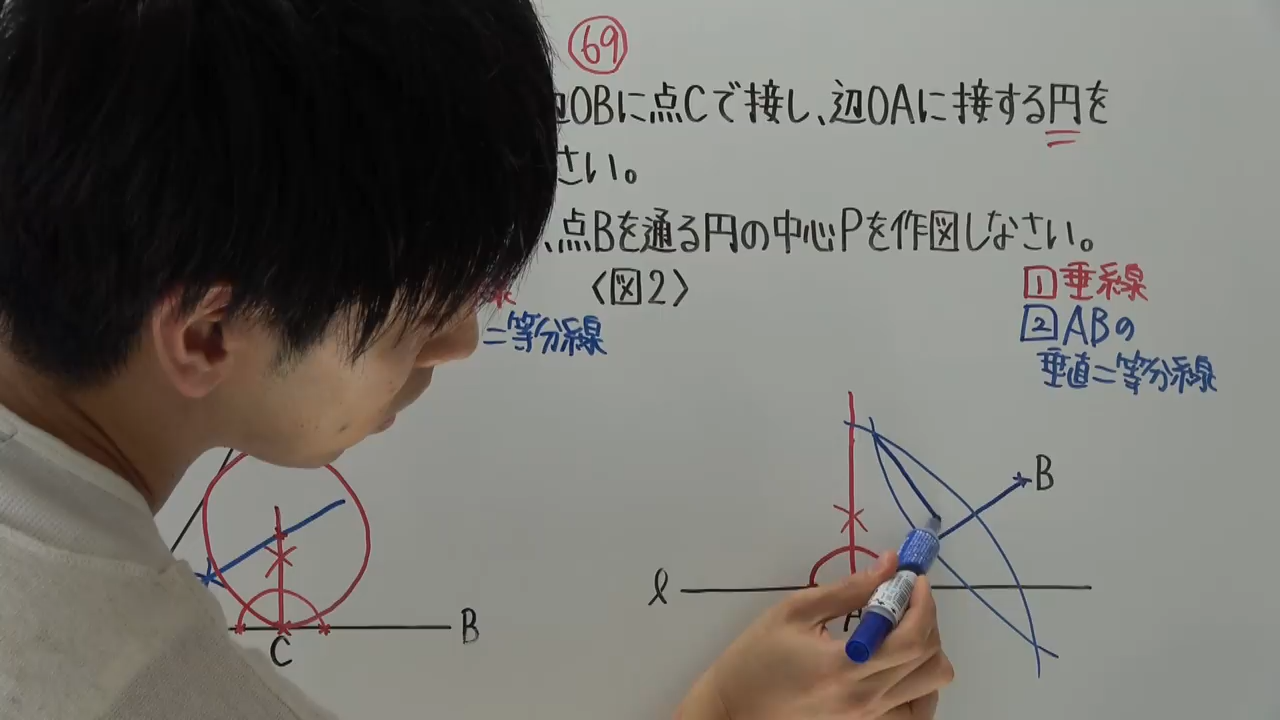 69
辺OBに点Cで接し、辺OAに接する円を
さい。
、点Bを通る円の中心Pを作図しなさい。
〈図2〉
線
二等分線
1 垂線
2 ABの
垂直二等分線
B
C
B
ℓ
A